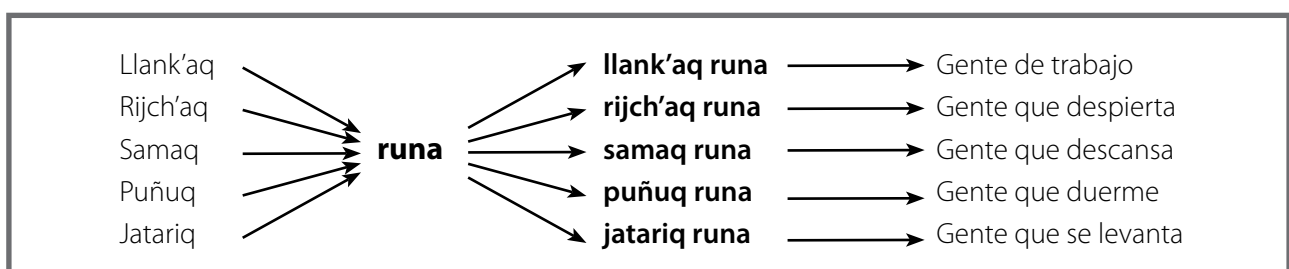 Llank’aq llank’aq runa Gente de trabajo
Rijch’aq rijch’aq runa Gente que despierta
Samaq runa samaq runa Gente que descansa
Puñuq puñuq runa Gente que duerme
Jatariq jatariq runa Gente que se levanta